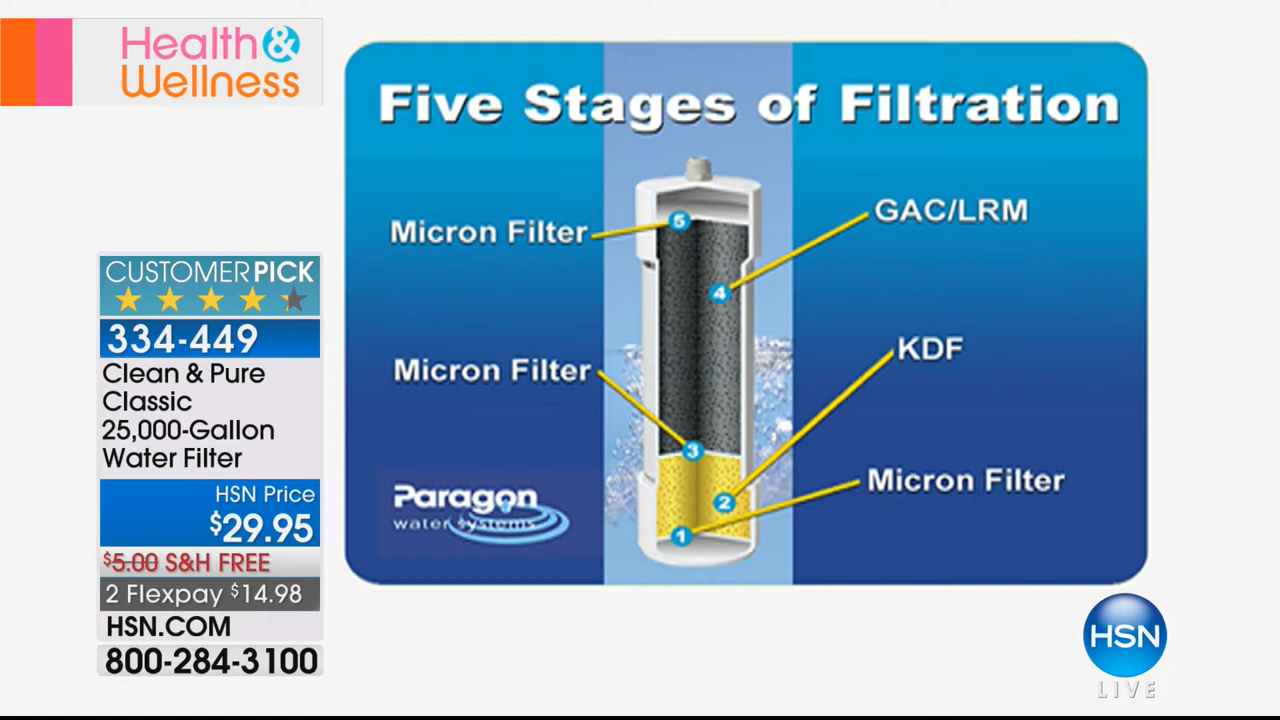 Health &
Wellness
CUSTOMER PICK
334-449
Clean & Pure
Classic
25,000-Gallon
Water Filter
HSN Price
$29.95
$5.00 S&H FREE
2 Flexpay $14.98
HSN.COM
800-284-3100
Five Stages of Filtration
Micron Filter
5
GAC/LRM
4
KDF
Micron Filter
3
2
Micron Filter
1
Paragon
water systems
HSN
LIVE